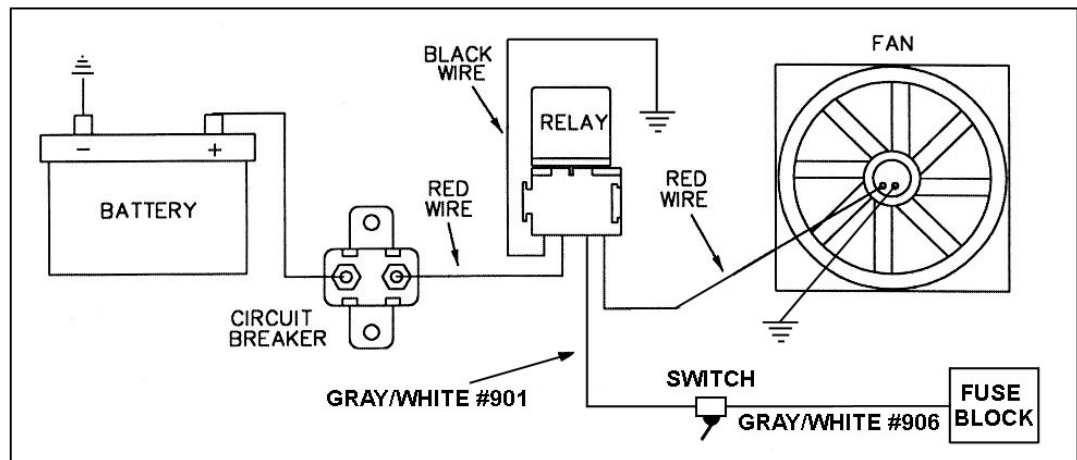 BLACK
WIRE
FAN
RELAY
−
+
BATTERY
RED
WIRE
RED
WIRE
CIRCUIT
BREAKER
GRAY/WHITE #901
SWITCH
GRAY/WHITE #906
FUSE
BLOCK